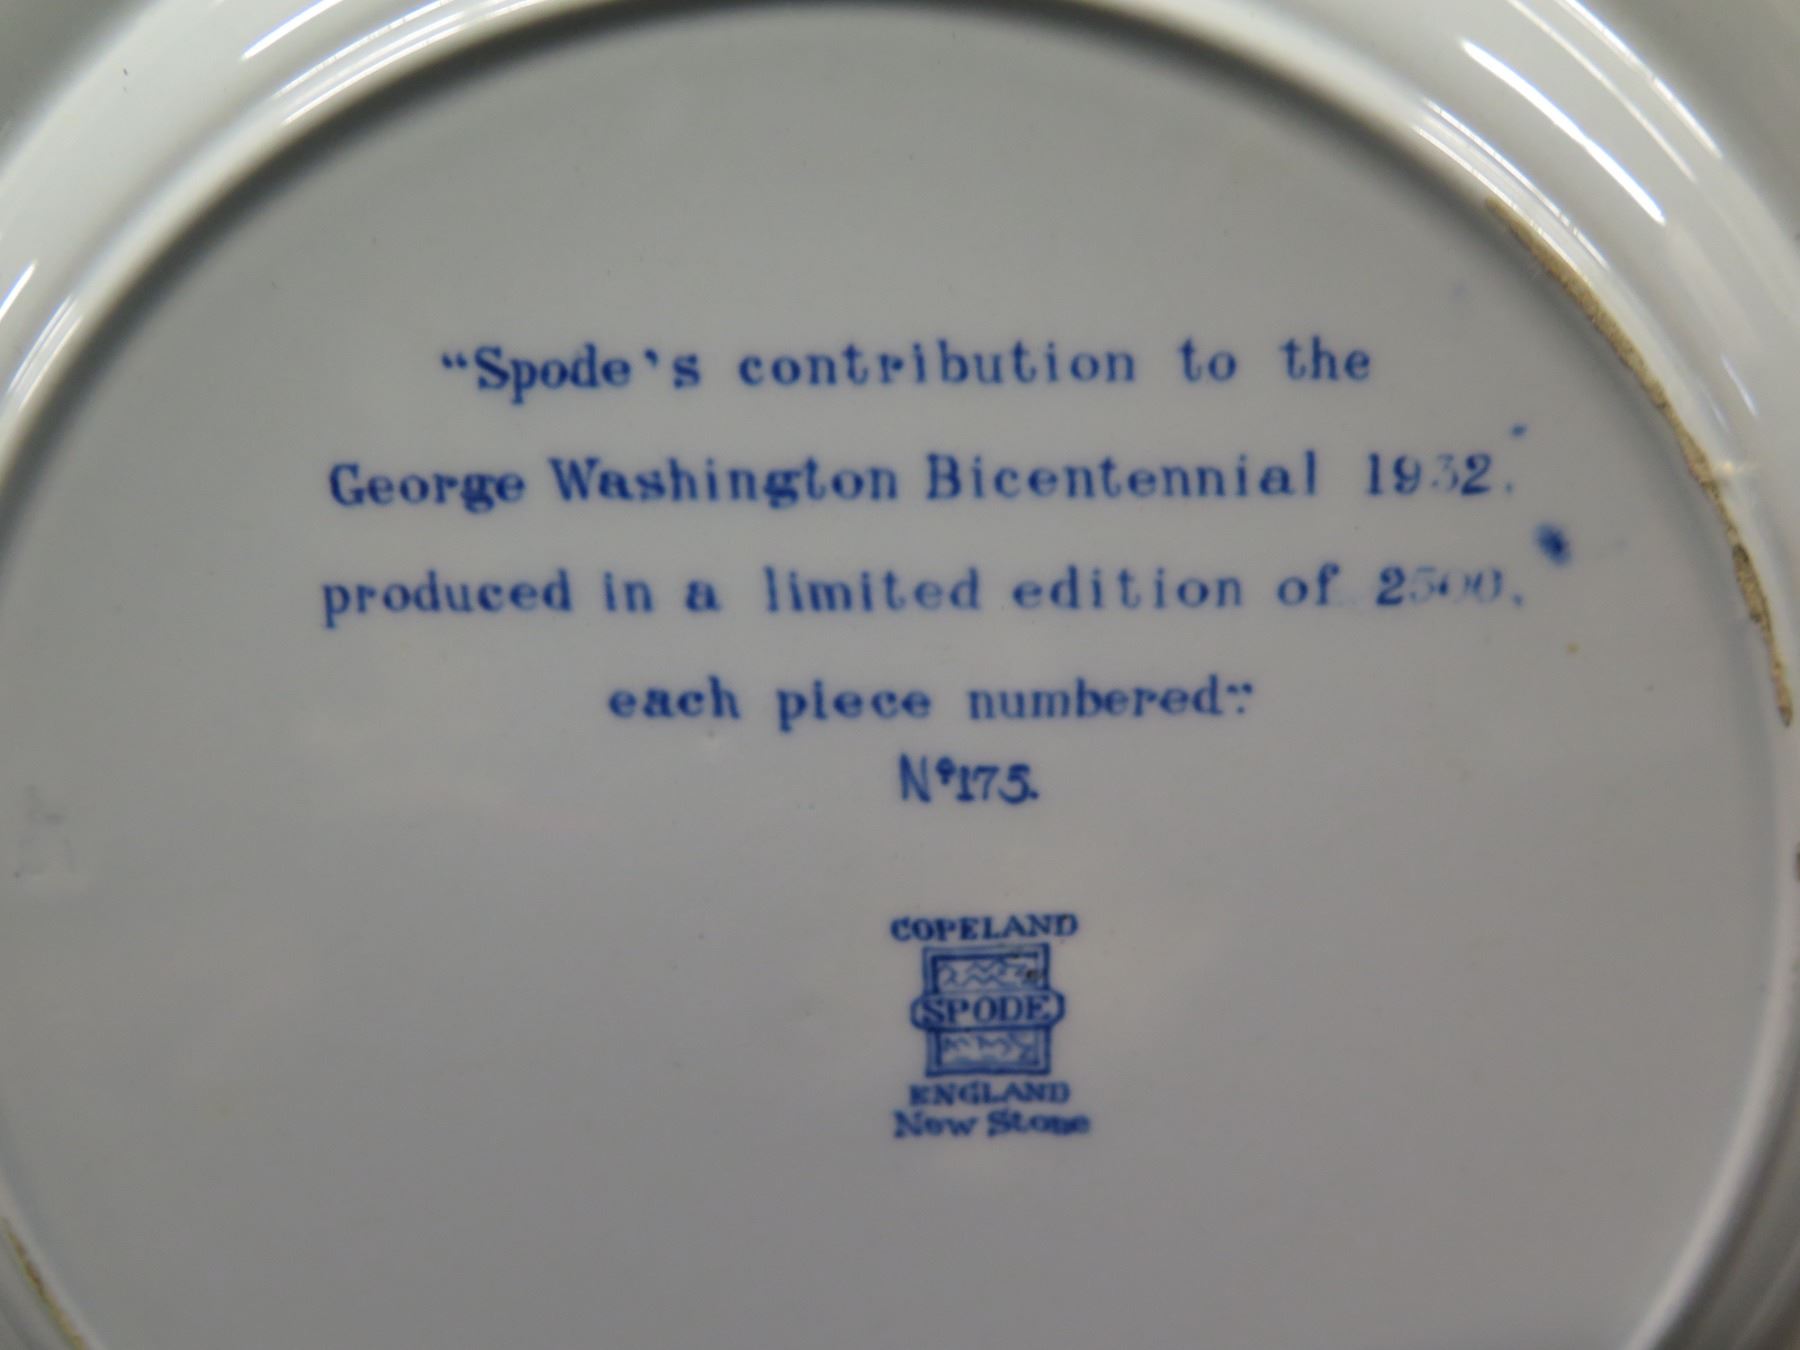 “Spode's contribution to the
George Washington Bicentennial 1932.
produced in a limited edition of 2500.
each piece numbered”.
Nº175.
COPELAND
SPODE
ENGLAND
New Stone